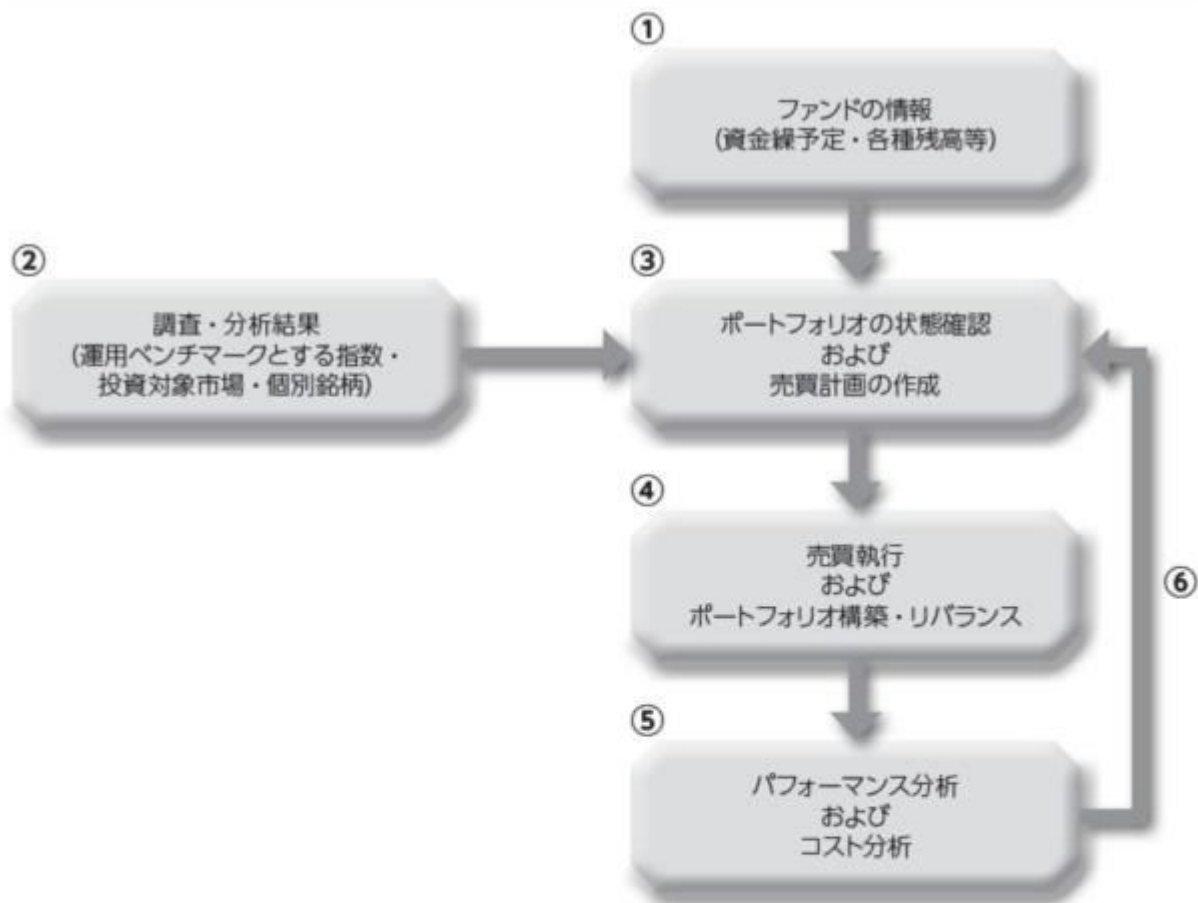 ①
ファンドの情報
(資金繰予定・各種残高等)
②
調査・分析結果
(運用ベンチマークとする指数・
投資対象市場・個別銘柄)
③
ポートフォリオの状態確認
および
売買計画の作成
④
売買執行
および
ポートフォリオ構築・リバランス
⑥
⑤
パフォーマンス分析
および
コスト分析